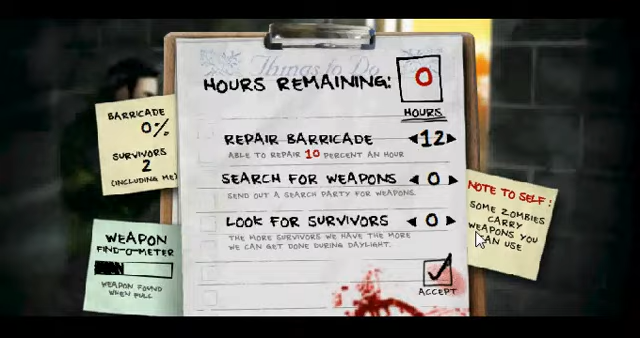 Things to Do
HOURS REMAINING: 0
HOURS
REPAIR BARRICADE 12
ABLE TO REPAIR 10 PERCENT AN HOUR
SEARCH FOR WEAPONS 0
SEND OUT A SEARCH PARTY FOR WEAPONS.
LOOK FOR SURVIVORS 0
THE MORE SURVIVORS WE HAVE THE MORE
WE CAN GET DONE DURING DAYLIGHT.
ACCEPT
BARRICADE
0%
SURVIVORS
2
(INCLUDING ME)
WEAPON
FIND-O-METER
WEAPON FOUND
WHEN FULL
NOTE TO SELF:
SOME ZOMBIES
CARRY
WEAPONS YOU
CAN USE